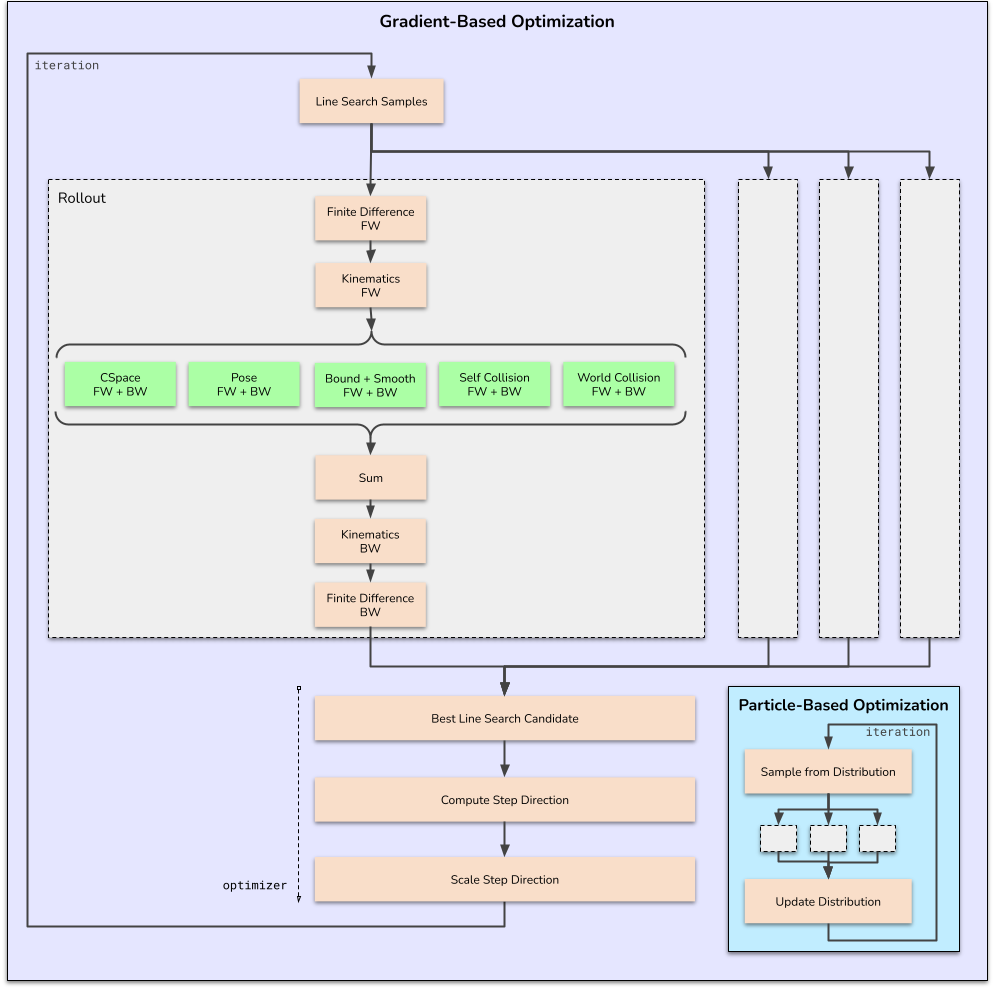 Gradient-Based Optimization
iteration
Line Search Samples
Rollout
Finite Difference
FW
Kinematics
FW
CSpace
FW + BW
Pose
FW + BW
Bound + Smooth
FW + BW
Self Collision
FW + BW
World Collision
FW + BW
Sum
Kinematics
BW
Finite Difference
BW
Best Line Search Candidate
Compute Step Direction
Scale Step Direction
optimizer
Particle-Based Optimization
iteration
Sample from Distribution
Update Distribution